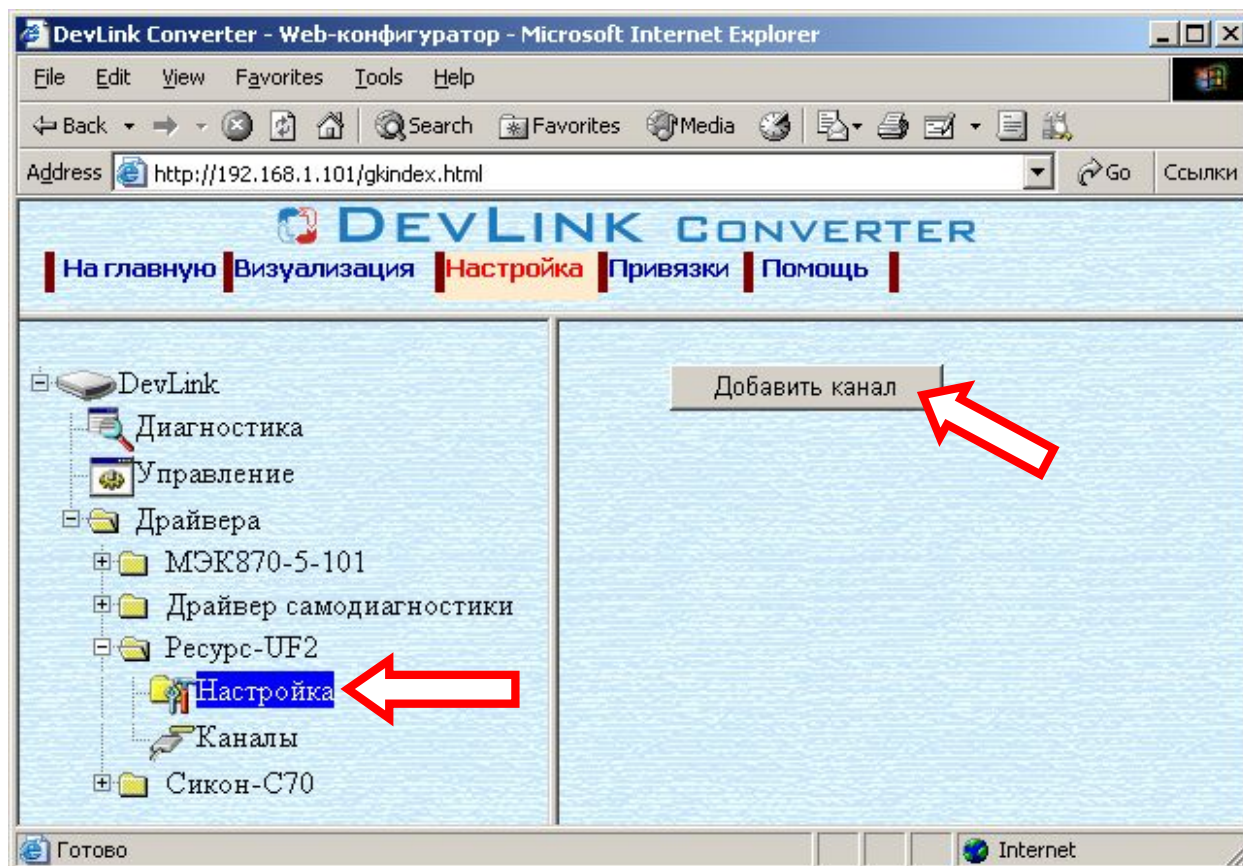 DevLink Converter - Web-конфигуратор - Microsoft Internet Explorer
File Edit View Favorites Tools Help
Back Search Favorites Media
Address http://192.168.1.101/gkindex.html Go Ссылки
DEVLINK CONVERTER
На главную Визуализация Настройка Привязки Помощь
DevLink
Добавить канал
Диагностика
Управление
Драйвера
МЭК870-5-101
Драйвер самодиагностики
Ресурс-UF2
Настройка
Каналы
Сикон-С70
Готово Internet